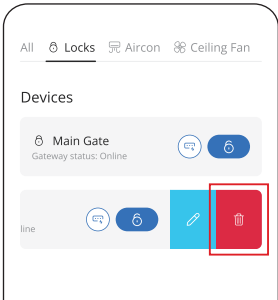 All Locks Aircon Ceiling Fan
Devices
Main Gate
Gateway status: Online
line